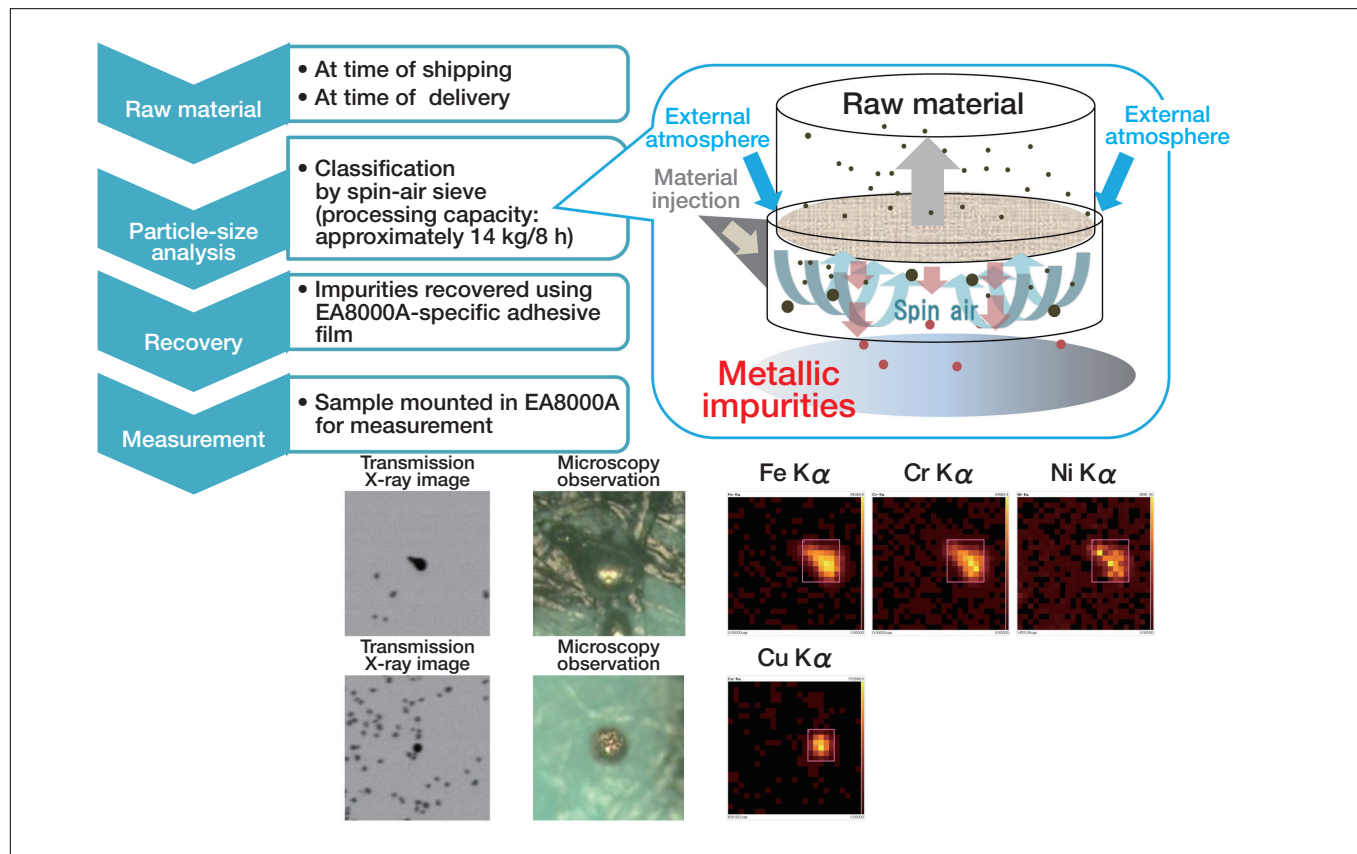 Raw material
• At time of shipping
• At time of  delivery
Particle-size
analysis
• Classification
by spin-air sieve
(processing capacity:
approximately 14 kg/8 h)
Recovery
• Impurities recovered using
EA8000A-specific adhesive
film
Measurement
• Sample mounted in EA8000A
for measurement
Raw material
External
atmosphere
External
atmosphere
Material
injection
Spin air
Metallic
impurities
Transmission
X-ray image
Microscopy
observation
Fe Kα
Cr Kα
Ni Kα
Transmission
X-ray image
Microscopy
observation
Cu Kα